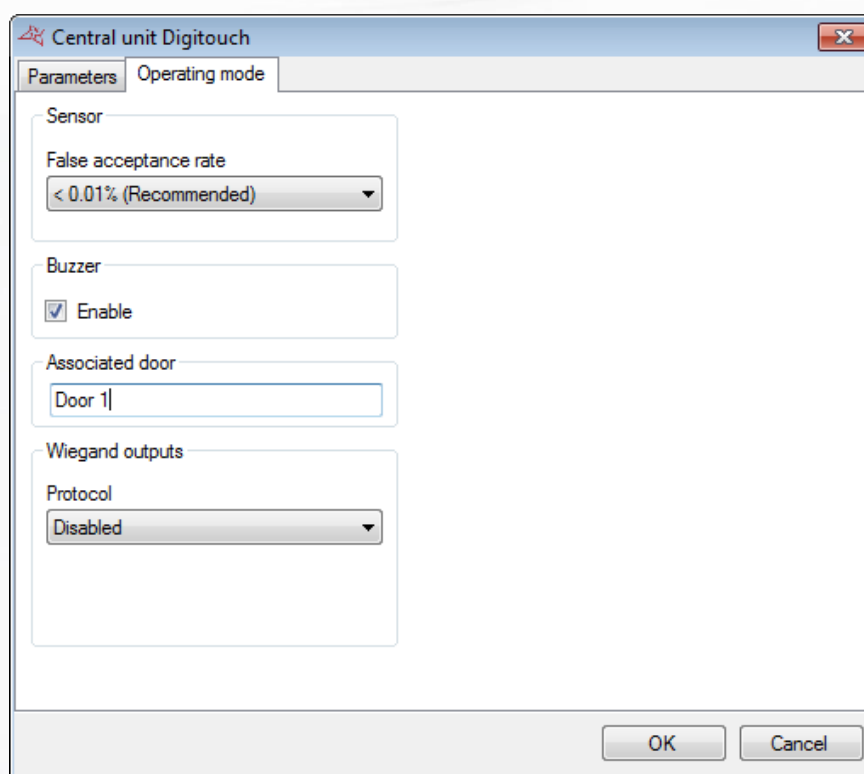 Central unit Digitouch
Parameters Operating mode
Sensor
False acceptance rate
< 0.01% (Recommended)
Buzzer
Enable
Associated door
Door 1
Wiegand outputs
Protocol
Disabled
OK Cancel